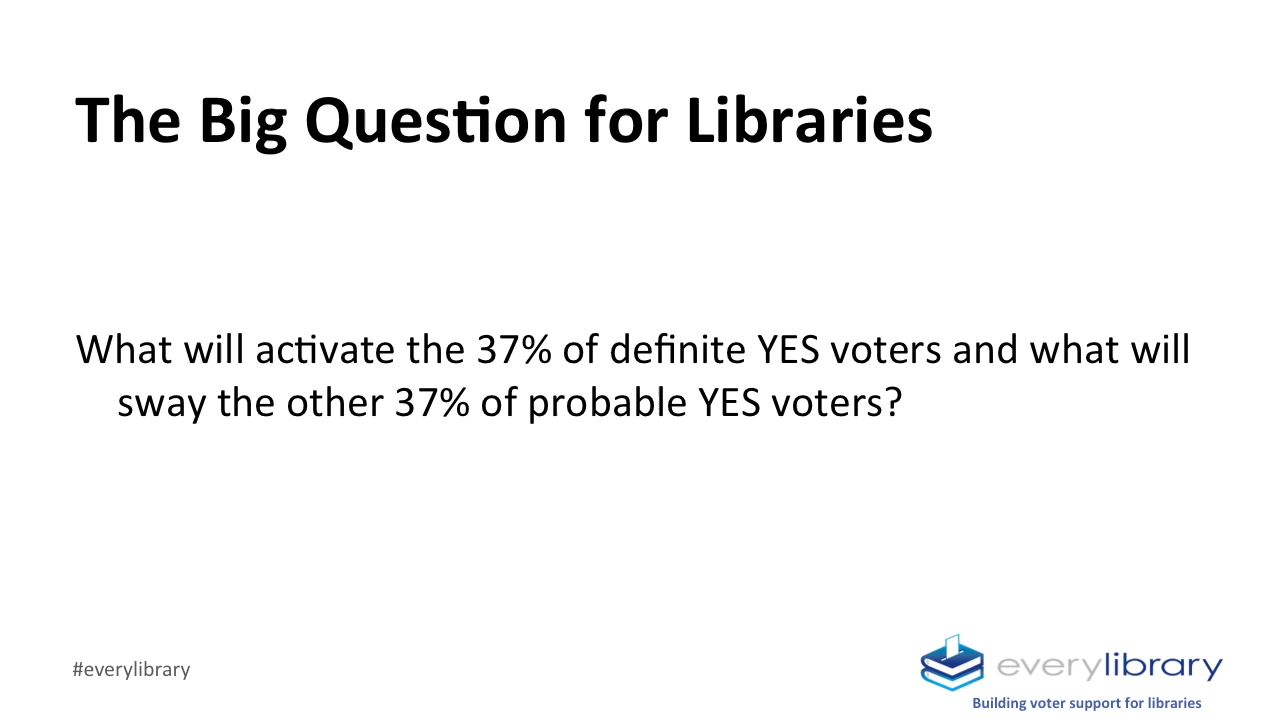 The Big Question for Libraries
What will activate the 37% of definite YES voters and what will
sway the other 37% of probable YES voters?
#everylibrary
everylibrary
Building voter support for libraries